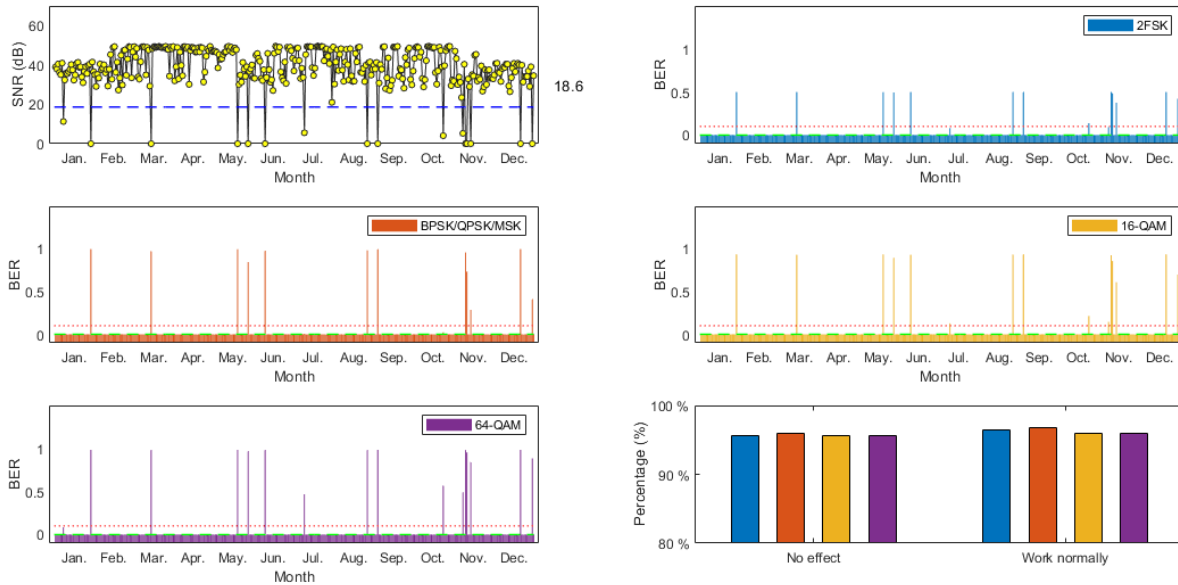 60
40
20
0
SNR (dB)
Jan. Feb. Mar. Apr. May. Jun. Jul. Aug. Sep. Oct. Nov. Dec.
Month
18.6
2FSK
1
0.5
0
BER
Jan. Feb. Mar. Apr. May. Jun. Jul. Aug. Sep. Oct. Nov. Dec.
Month
BPSK/QPSK/MSK
1
0.5
0
BER
Jan. Feb. Mar. Apr. May. Jun. Jul. Aug. Sep. Oct. Nov. Dec.
Month
16-QAM
1
0.5
0
BER
Jan. Feb. Mar. Apr. May. Jun. Jul. Aug. Sep. Oct. Nov. Dec.
Month
64-QAM
1
0.5
0
BER
Jan. Feb. Mar. Apr. May. Jun. Jul. Aug. Sep. Oct. Nov. Dec.
Month
100 %
90 %
80 %
Percentage (%)
No effect Work normally